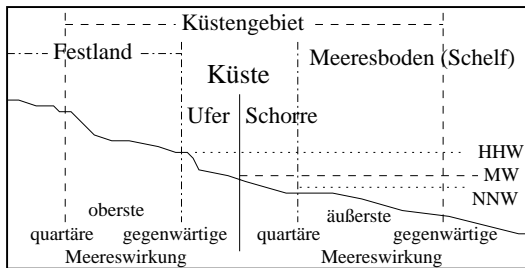 Küstengebiet
Festland
Meeresboden (Schelf)
Küste
Ufer Schorre
HHW
MW
NNW
oberste äußerste
quartäre gegenwärtige quartäre gegenwärtige
Meereswirkung Meereswirkung